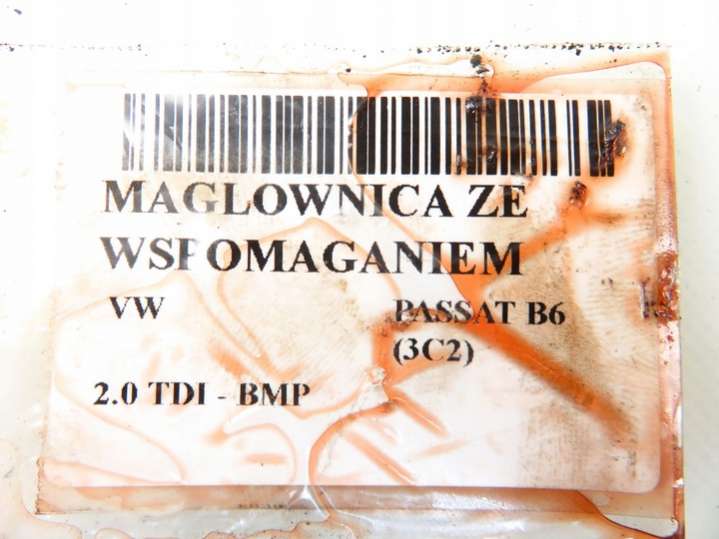 MAGLOWNICA ZE
WSPOMAGANIEM
VW PASSAT B6
(3C2)
2.0 TDI - BMP